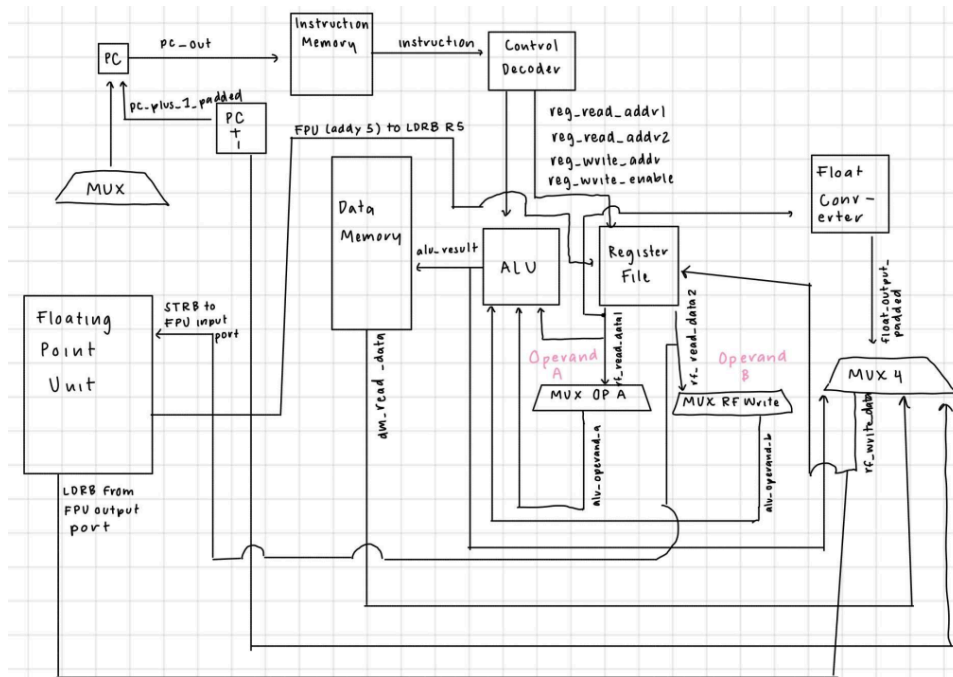 Instruction
Memory
pc_out
PC
instruction
Control
Decoder
pc_plus_1_padded
PC
+
1
MUX
FPU (addy 5) to LDRB R5
reg_read_addr1
reg_read_addr2
reg_write_addr
reg_write_enable
Float
Conv-
erter
Data
Memory
alu_result
ALU
Register
File
float_output_
padded
Floating
Point
Unit
STRB to
FPU input
port
dm_read_data
rf_read_data1
rf_read_data2
Operand
A
Operand
B
MUX OP A
MUX RF Write
MUX 4
rf_write_data
alu_operand_a
alu_operand_b
LDRB from
FPU output
port